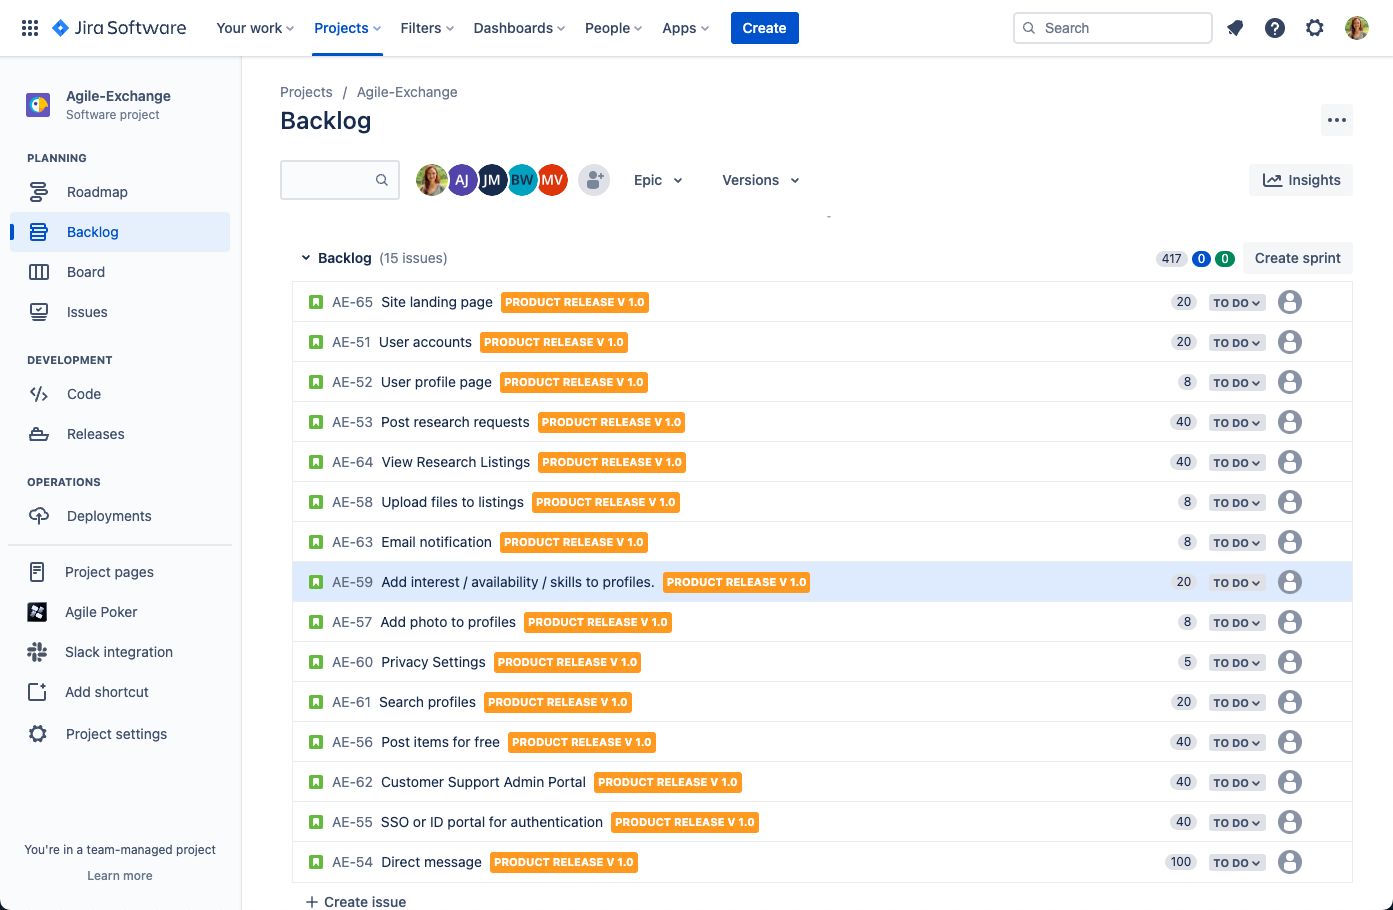 Jira Software Your work Projects Filters Dashboards People Apps Create Search
Agile-Exchange
Software project
PLANNING
Roadmap
Backlog
Board
Issues
DEVELOPMENT
Code
Releases
OPERATIONS
Deployments
Project pages
Agile Poker
Slack integration
Add shortcut
Project settings
You're in a team-managed project
Learn more
Projects / Agile-Exchange
Backlog
AJ JM BW MV Epic Versions Insights
-
Backlog (15 issues) 417 0 0 Create sprint
AE-65 Site landing page PRODUCT RELEASE V 1.0 20 TO DO
AE-51 User accounts PRODUCT RELEASE V 1.0 20 TO DO
AE-52 User profile page PRODUCT RELEASE V 1.0 8 TO DO
AE-53 Post research requests PRODUCT RELEASE V 1.0 40 TO DO
AE-64 View Research Listings PRODUCT RELEASE V 1.0 40 TO DO
AE-58 Upload files to listings PRODUCT RELEASE V 1.0 8 TO DO
AE-63 Email notification PRODUCT RELEASE V 1.0 8 TO DO
AE-59 Add interest / availability / skills to profiles. PRODUCT RELEASE V 1.0 20 TO DO
AE-57 Add photo to profiles PRODUCT RELEASE V 1.0 8 TO DO
AE-60 Privacy Settings PRODUCT RELEASE V 1.0 5 TO DO
AE-61 Search profiles PRODUCT RELEASE V 1.0 20 TO DO
AE-56 Post items for free PRODUCT RELEASE V 1.0 40 TO DO
AE-62 Customer Support Admin Portal PRODUCT RELEASE V 1.0 40 TO DO
AE-55 SSO or ID portal for authentication PRODUCT RELEASE V 1.0 40 TO DO
AE-54 Direct message PRODUCT RELEASE V 1.0 100 TO DO
+ Create issue